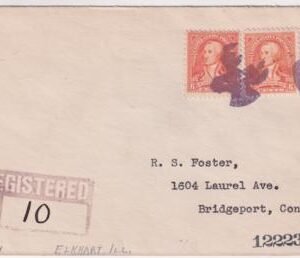 EGISTERED
10
R. S. Foster,
1604 Laurel Ave.
Bridgeport, Con
12223
ELKHART ILL.